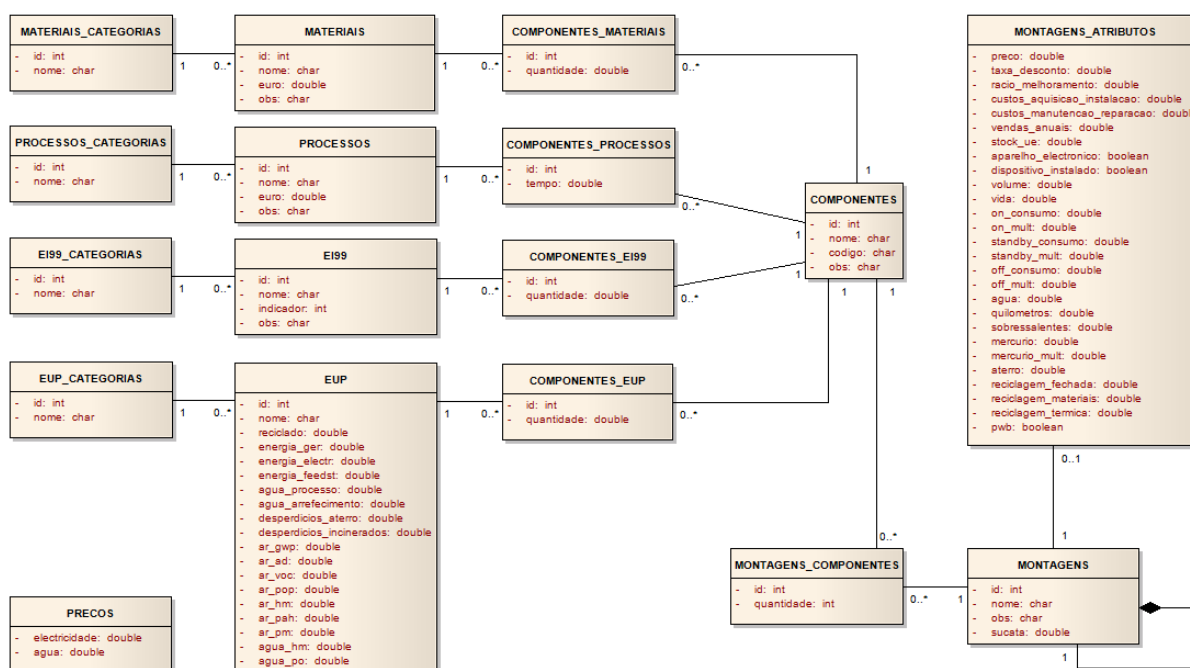 MATERIAIS_CATEGORIAS
- id: int
- nome: char
1
0..*
MATERIAIS
- id: int
- nome: char
- euro: double
- obs: char
1
0..*
COMPONENTES_MATERIAIS
- id: int
- quantidade: double
0..*
1
PROCESSOS_CATEGORIAS
- id: int
- nome: char
1
0..*
PROCESSOS
- id: int
- nome: char
- euro: double
- obs: char
1
0..*
COMPONENTES_PROCESSOS
- id: int
- tempo: double
0..*
1
EI99_CATEGORIAS
- id: int
- nome: char
1
0..*
EI99
- id: int
- nome: char
- indicador: int
- obs: char
1
0..*
COMPONENTES_EI99
- id: int
- quantidade: double
0..*
1
EUP_CATEGORIAS
- id: int
- nome: char
1
0..*
EUP
- id: int
- nome: char
- reciclado: double
- energia_ger: double
- energia_electr: double
- energia_feedst: double
- agua_processo: double
- agua_arrefecimento: double
- desperdicios_aterro: double
- desperdicios_incinerados: double
- ar_gwp: double
- ar_ad: double
- ar_voc: double
- ar_pop: double
- ar_hm: double
- ar_pah: double
- ar_pm: double
- agua_hm: double
- agua_po: double
1
0..*
COMPONENTES_EUP
- id: int
- quantidade: double
0..*
1
COMPONENTES
- id: int
- nome: char
- codigo: char
- obs: char
1
0..*
MONTAGENS_ATRIBUTOS
- preco: double
- taxa_desconto: double
- racio_melhoramento: double
- custos_aquisicao_instalacao: double
- custos_manutencao_reparacao: doubl
- vendas_anuais: double
- stock_ue: double
- aparelho_electronico: boolean
- dispositivo_instalado: boolean
- volume: double
- vida: double
- on_consumo: double
- on_mult: double
- standby_consumo: double
- standby_mult: double
- off_consumo: double
- off_mult: double
- agua: double
- quilometros: double
- sobressalentes: double
- mercurio: double
- mercurio_mult: double
- aterro: double
- reciclagem_fechada: double
- reciclagem_materiais: double
- reciclagem_termica: double
- pwb: boolean
0..1
1
MONTAGENS_COMPONENTES
- id: int
- quantidade: int
0..*
1
MONTAGENS
- id: int
- nome: char
- obs: char
- sucata: double
1
PRECOS
- electricidade: double
- agua: double